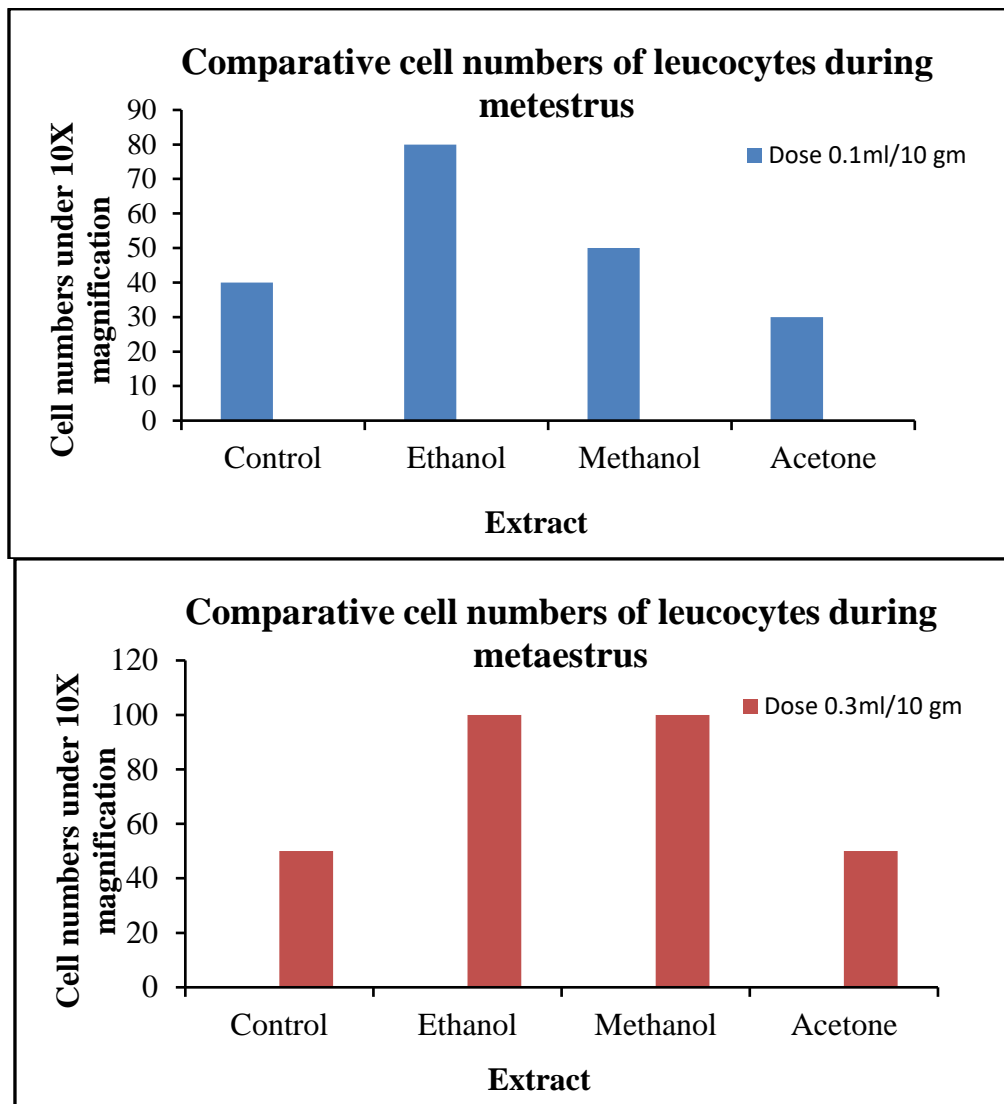 Comparative cell numbers of leucocytes during
metestrus
Cell numbers under 10X
magnification
90
80
70
60
50
40
30
20
10
0
Dose 0.1ml/10 gm
Control Ethanol Methanol Acetone
Extract
Comparative cell numbers of leucocytes during
metaestrus
Cell numbers under 10X
magnification
120
100
80
60
40
20
0
Dose 0.3ml/10 gm
Control Ethanol Methanol Acetone
Extract